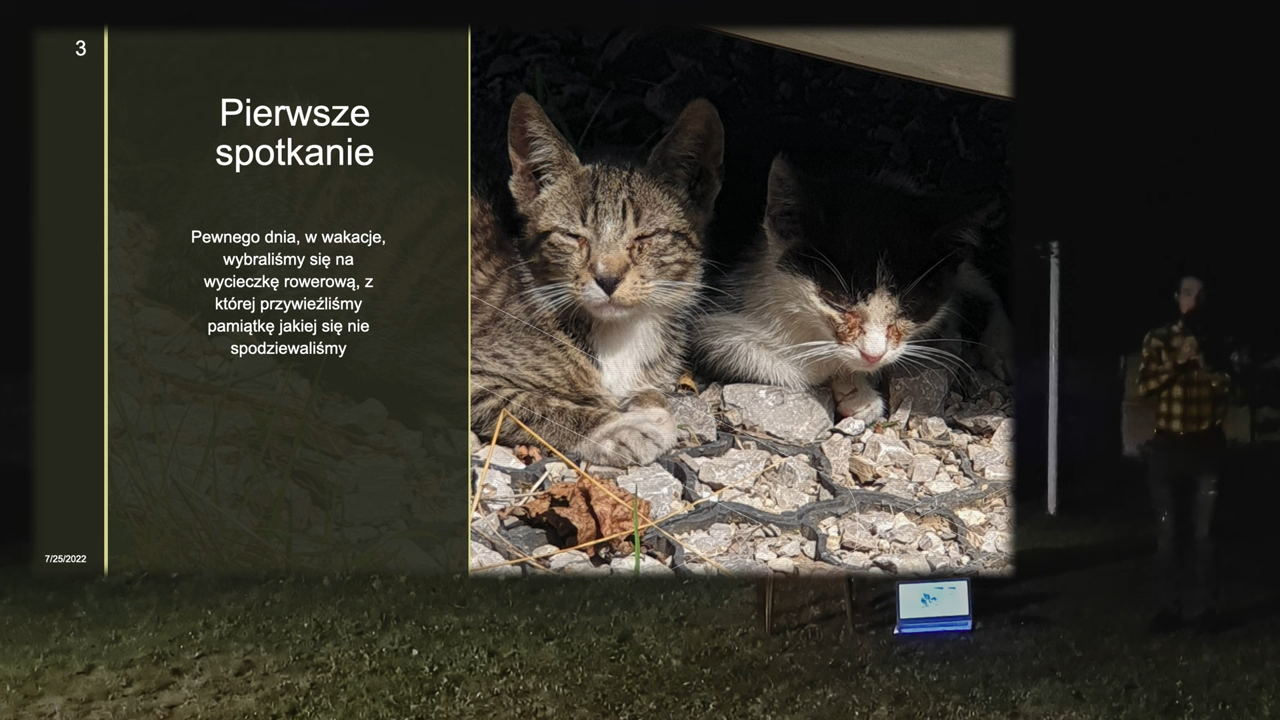 3
Pierwsze
spotkanie
Pewnego dnia, w wakacje,
wybraliśmy się na
wycieczkę rowerową, z
której przywieźliśmy
pamiątkę jakiej się nie
spodziewaliśmy
7/25/2022